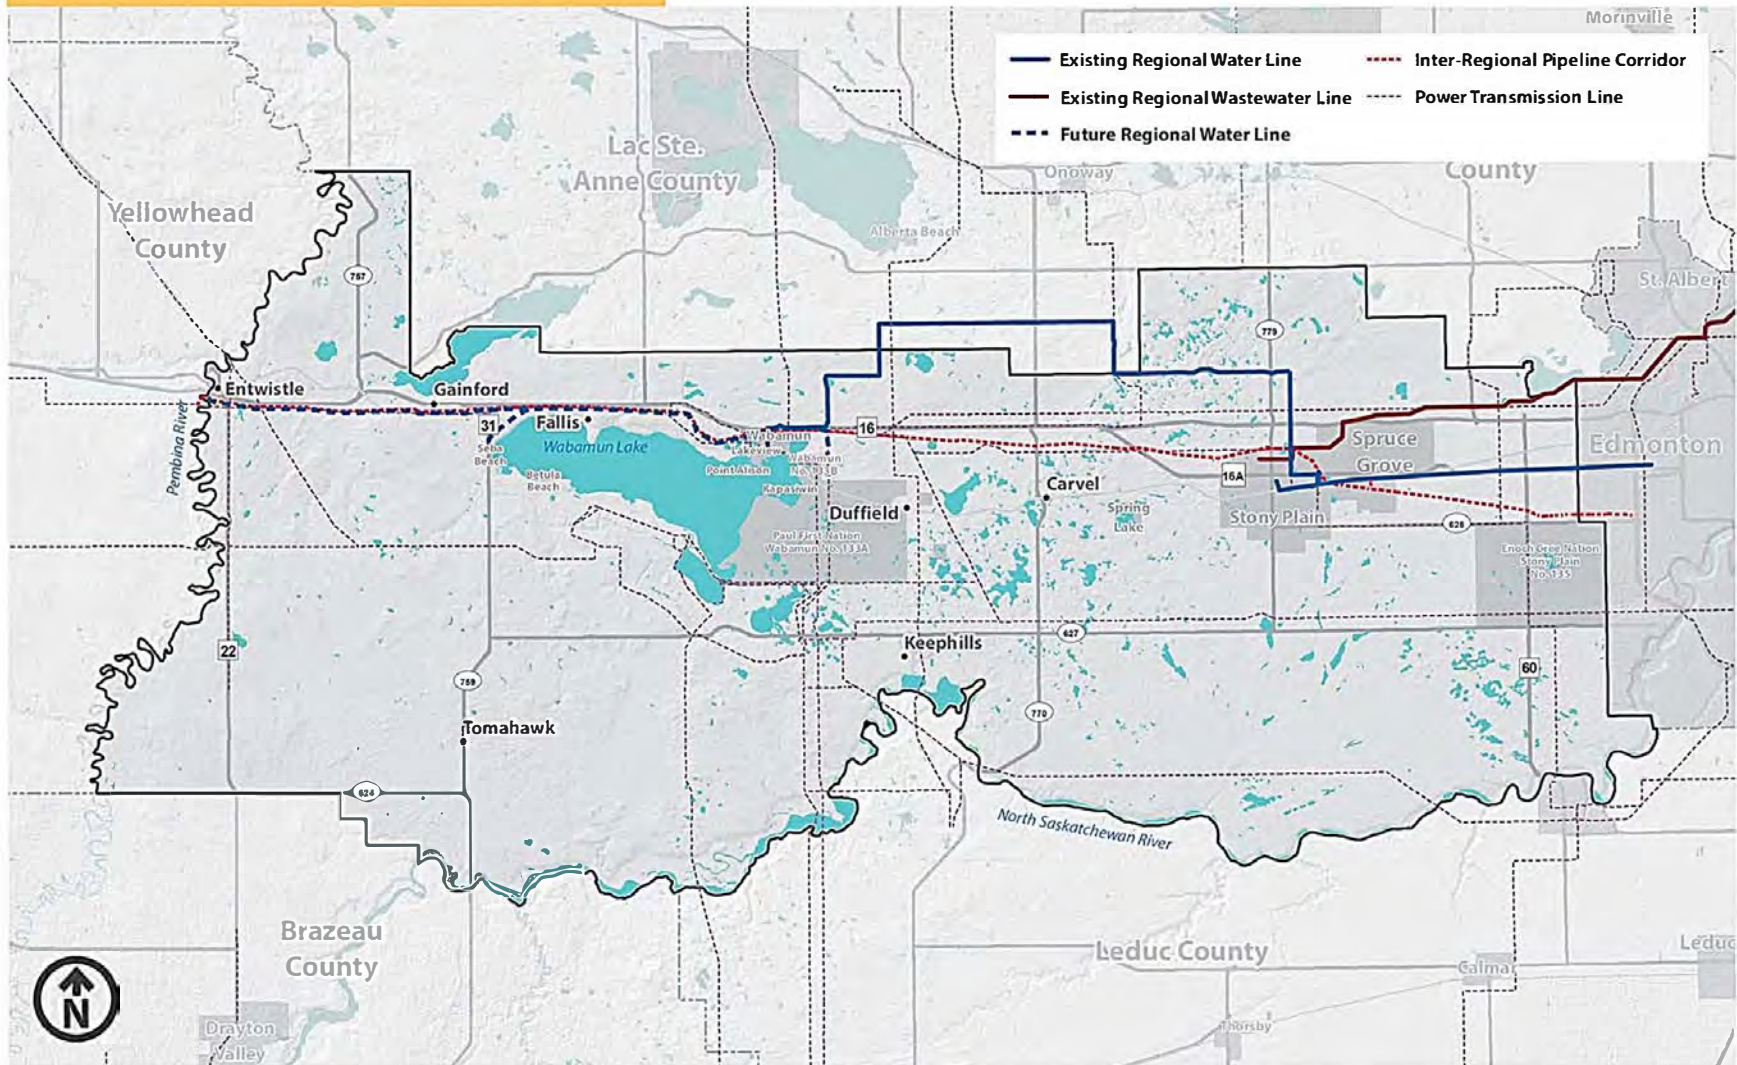 Morinville
Existing Regional Water Line
Inter-Regional Pipeline Corridor
Existing Regional Wastewater Line
Power Transmission Line
Future Regional Water Line
Lac Ste.
Anne County
Onoway
County
Yellowhead
County
Alberta Beach
757
St. Albert
779
Entwistle
Gainford
31
Fallis
16
Wabamun Lake
Seba
Beach
Wabamun
Lakeview
Point Alison
Wabamun
No. 133B
Kapasiwin
Betula
Beach
Pembina River
Spruce
Grove
Edmonton
16A
Carvel
Duffield
Spring
Lake
Stony Plain
628
Paul First Nation
Wabamun No. 133A
Enoch Cree Nation
Stony Plain
No. 135
22
627
Keephills
60
759
770
Tomahawk
624
North Saskatchewan River
Brazeau
County
Leduc County
Leduc
Calmar
N
Drayton
Valley
Thorsby